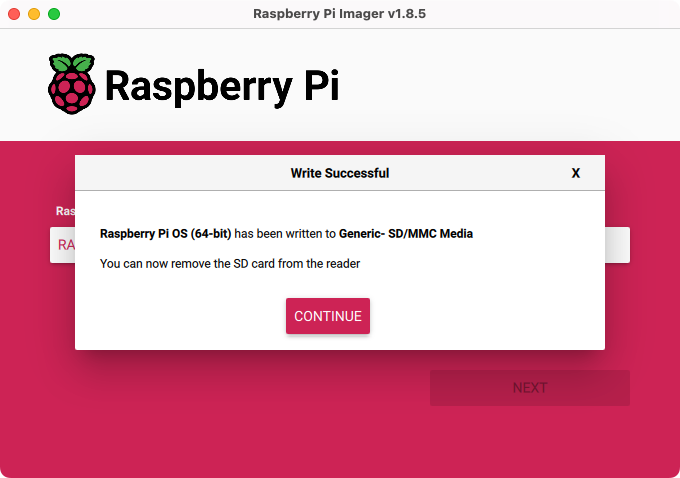 Raspberry Pi Imager v1.8.5
Raspberry Pi
Write Successful X
Ras
RA
Raspberry Pi OS (64-bit) has been written to Generic- SD/MMC Media
You can now remove the SD card from the reader
CONTINUE
NEXT